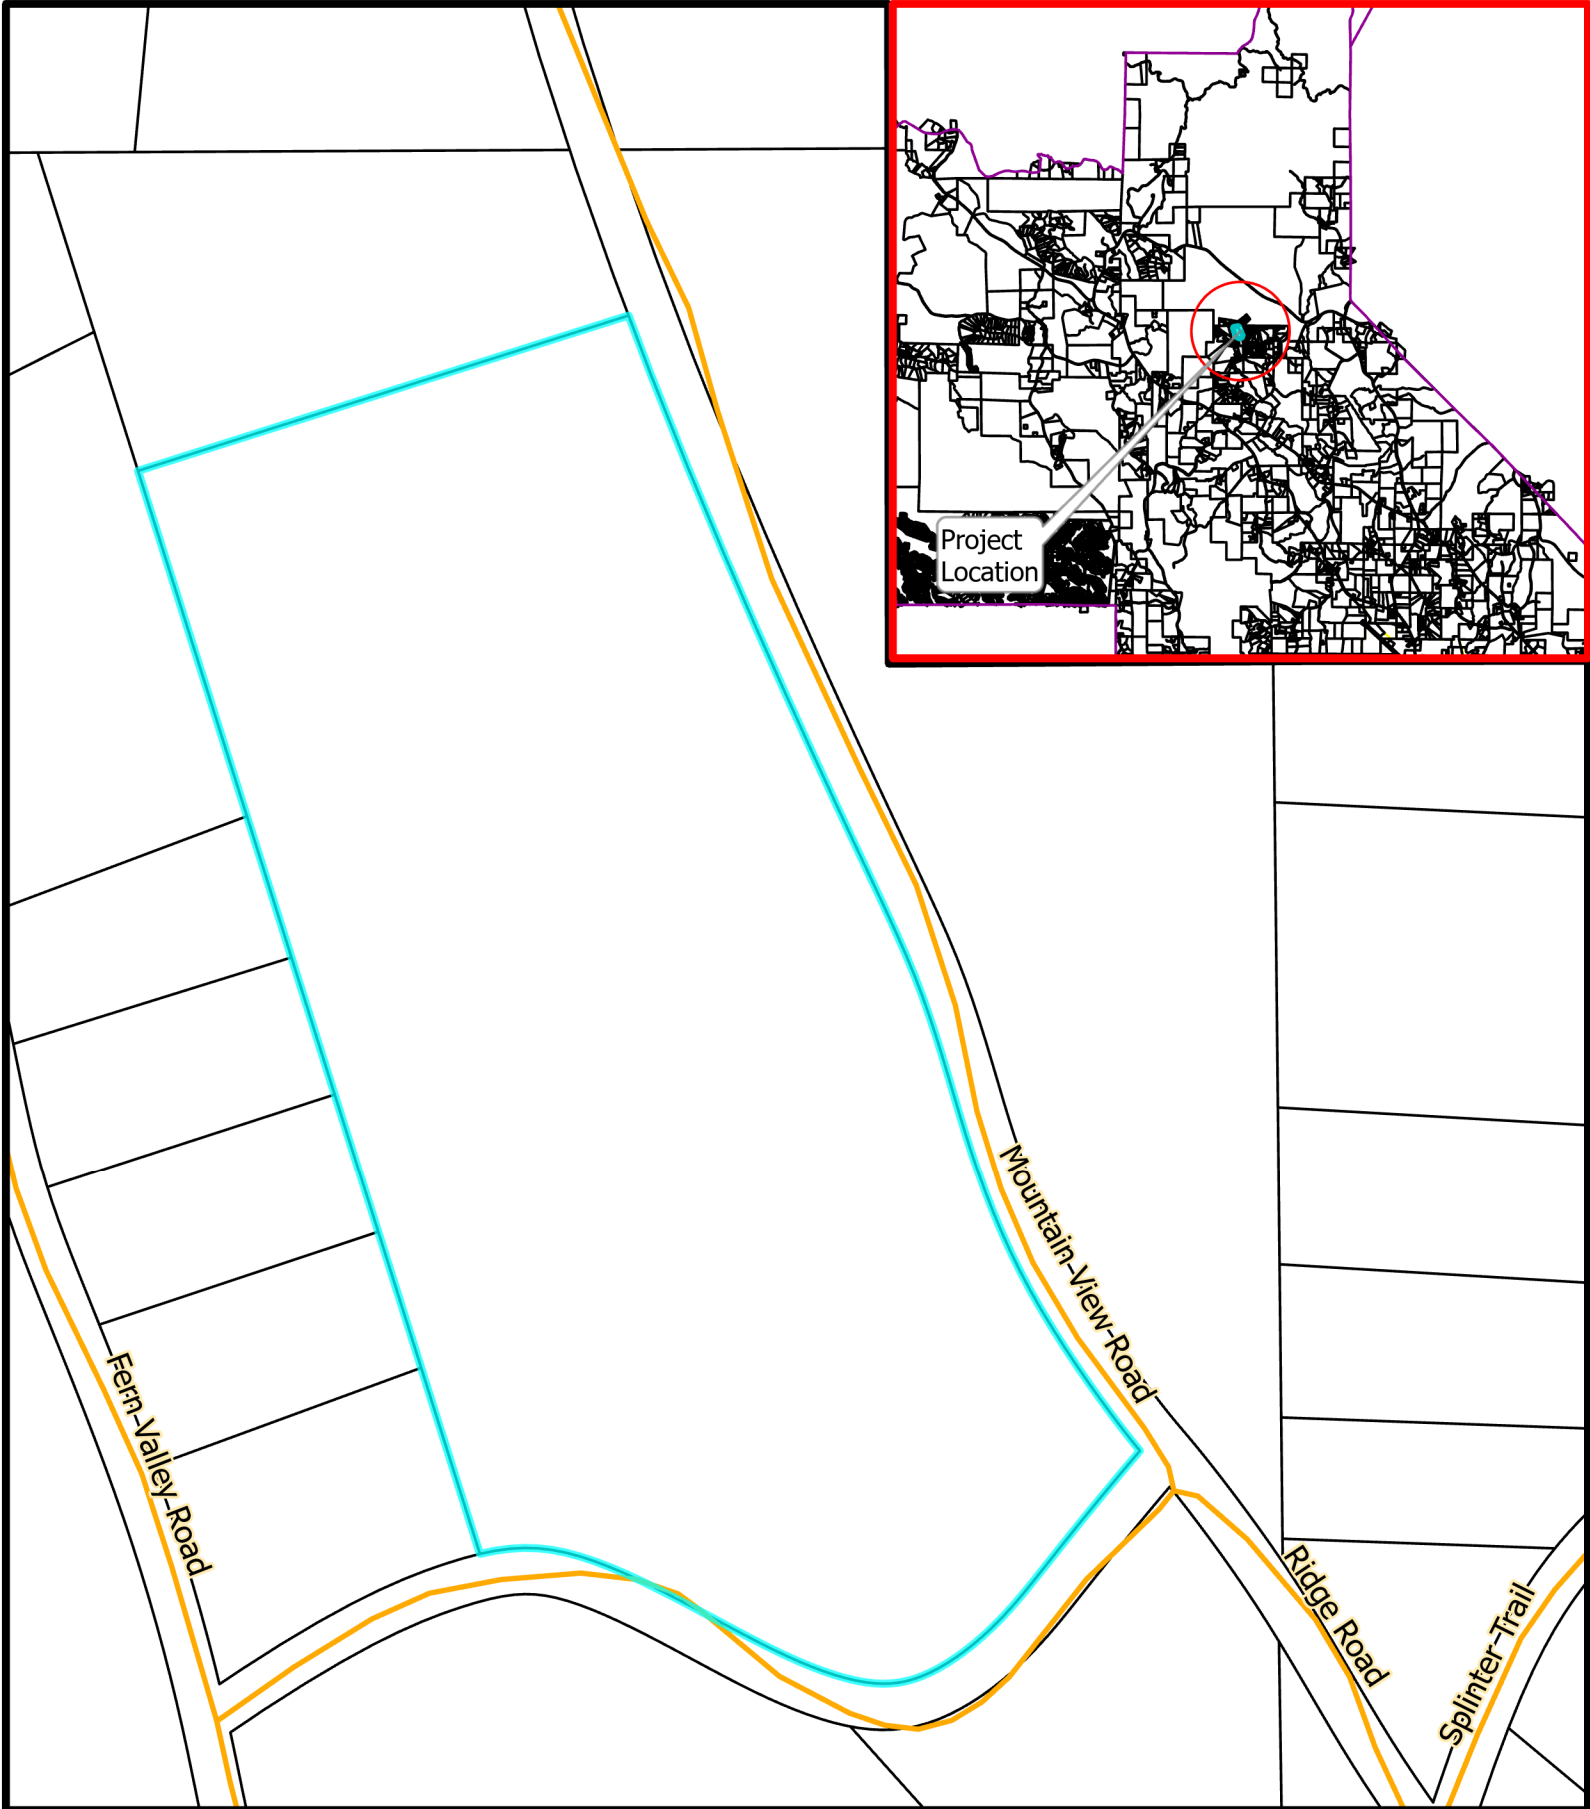 Project
Location
Mountain View Road
Fern Valley Road
Ridge Road
Splinter Trail